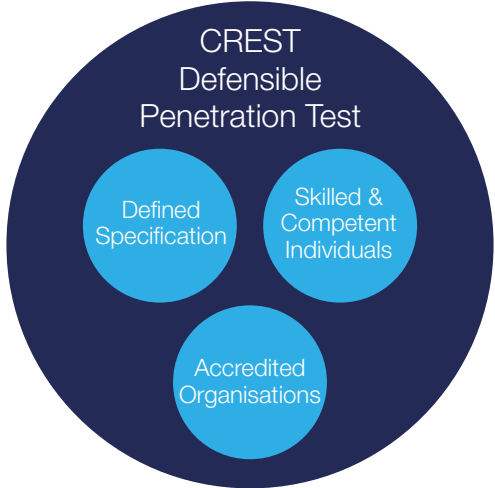 CREST
Defensible
Penetration Test
Defined
Specification
Skilled &
Competent
Individuals
Accredited
Organisations